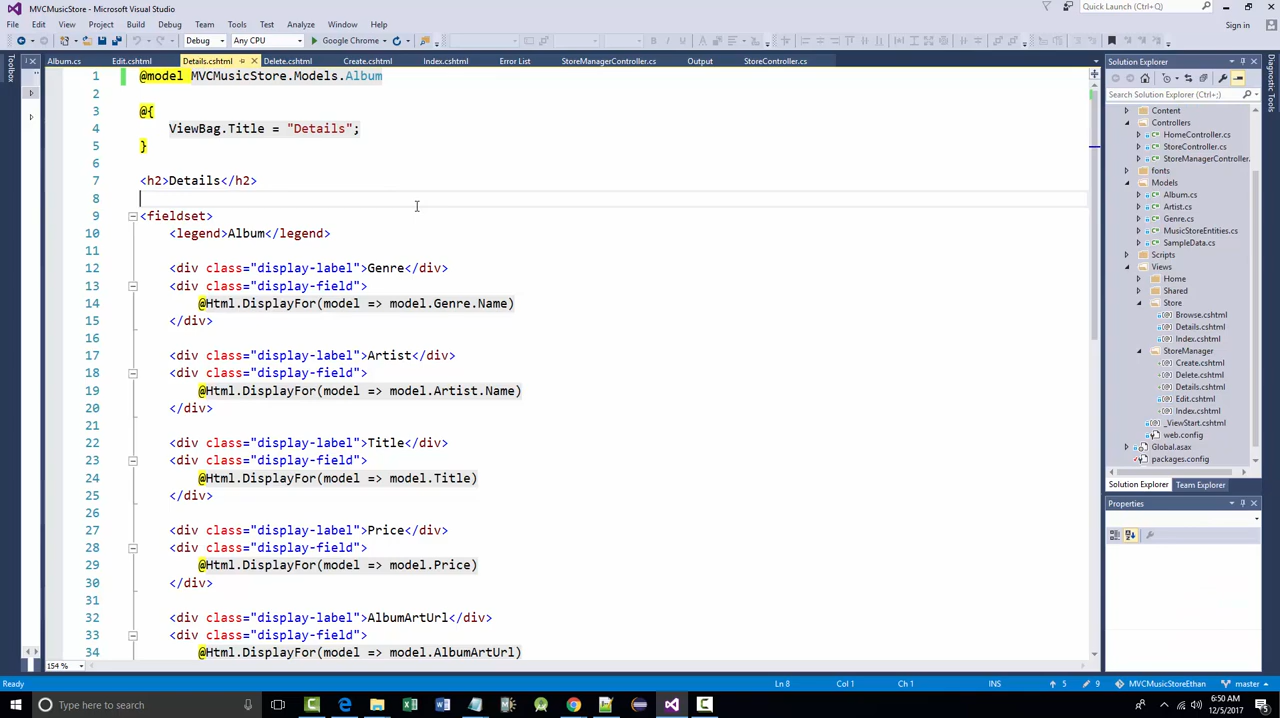 MVCMusicStore - Microsoft Visual Studio
Quick Launch (Ctrl+Q)
File Edit View Project Build Debug Team Tools Test Analyze Window Help
Sign in
Debug Any CPU Google Chrome
Toolbox
Album.cs Edit.cshtml Details.cshtml Delete.cshtml Create.cshtml Index.cshtml Error List StoreManagerController.cs Output StoreController.cs
1 @model MVCMusicStore.Models.Album
2
3 @{
4 ViewBag.Title = "Details";
5 }
6
7 <h2>Details</h2>
8
9 <fieldset>
10 <legend>Album</legend>
11
12 <div class="display-label">Genre</div>
13 <div class="display-field">
14 @Html.DisplayFor(model => model.Genre.Name)
15 </div>
16
17 <div class="display-label">Artist</div>
18 <div class="display-field">
19 @Html.DisplayFor(model => model.Artist.Name)
20 </div>
21
22 <div class="display-label">Title</div>
23 <div class="display-field">
24 @Html.DisplayFor(model => model.Title)
25 </div>
26
27 <div class="display-label">Price</div>
28 <div class="display-field">
29 @Html.DisplayFor(model => model.Price)
30 </div>
31
32 <div class="display-label">AlbumArtUrl</div>
33 <div class="display-field">
34 @Html.DisplayFor(model => model.AlbumArtUrl)
154 %
Solution Explorer
Search Solution Explorer (Ctrl+;)
Content
Controllers
HomeController.cs
StoreController.cs
StoreManagerController.
fonts
Models
Album.cs
Artist.cs
Genre.cs
MusicStoreEntities.cs
SampleData.cs
Scripts
Views
Home
Shared
Store
Browse.cshtml
Details.cshtml
Index.cshtml
StoreManager
Create.cshtml
Delete.cshtml
Details.cshtml
Edit.cshtml
Index.cshtml
_ViewStart.cshtml
web.config
Global.asax
packages.config
Solution Explorer Team Explorer
Properties
Diagnostic Tools
Ready Ln 8 Col 1 Ch 1 INS 5 9 MVCMusicStoreEthan master
Type here to search
6:50 AM
12/5/2017